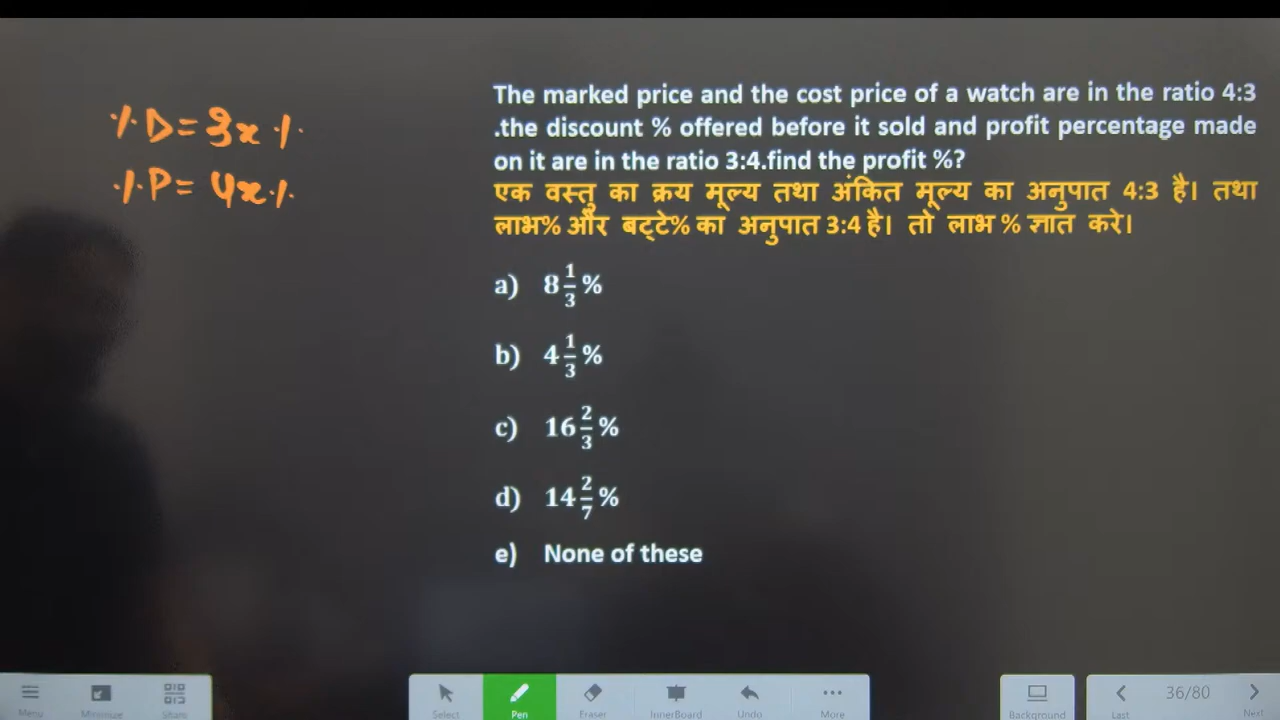 % D = 3x %
% P = 4x %
The marked price and the cost price of a watch are in the ratio 4:3
.the discount % offered before it sold and profit percentage made
on it are in the ratio 3:4.find the profit %?
एक वस्तु का क्रय मूल्य तथा अंकित मूल्य का अनुपात 4:3 है। तथा
लाभ% और बट्टे% का अनुपात 3:4 है। तो लाभ % ज्ञात करे।
a) 8 1/3 %
b) 4 1/3 %
c) 16 2/3 %
d) 14 2/7 %
e) None of these
Menu Minimize Share Select Pen Eraser InnerBoard Undo More Background Last 36/80 Next